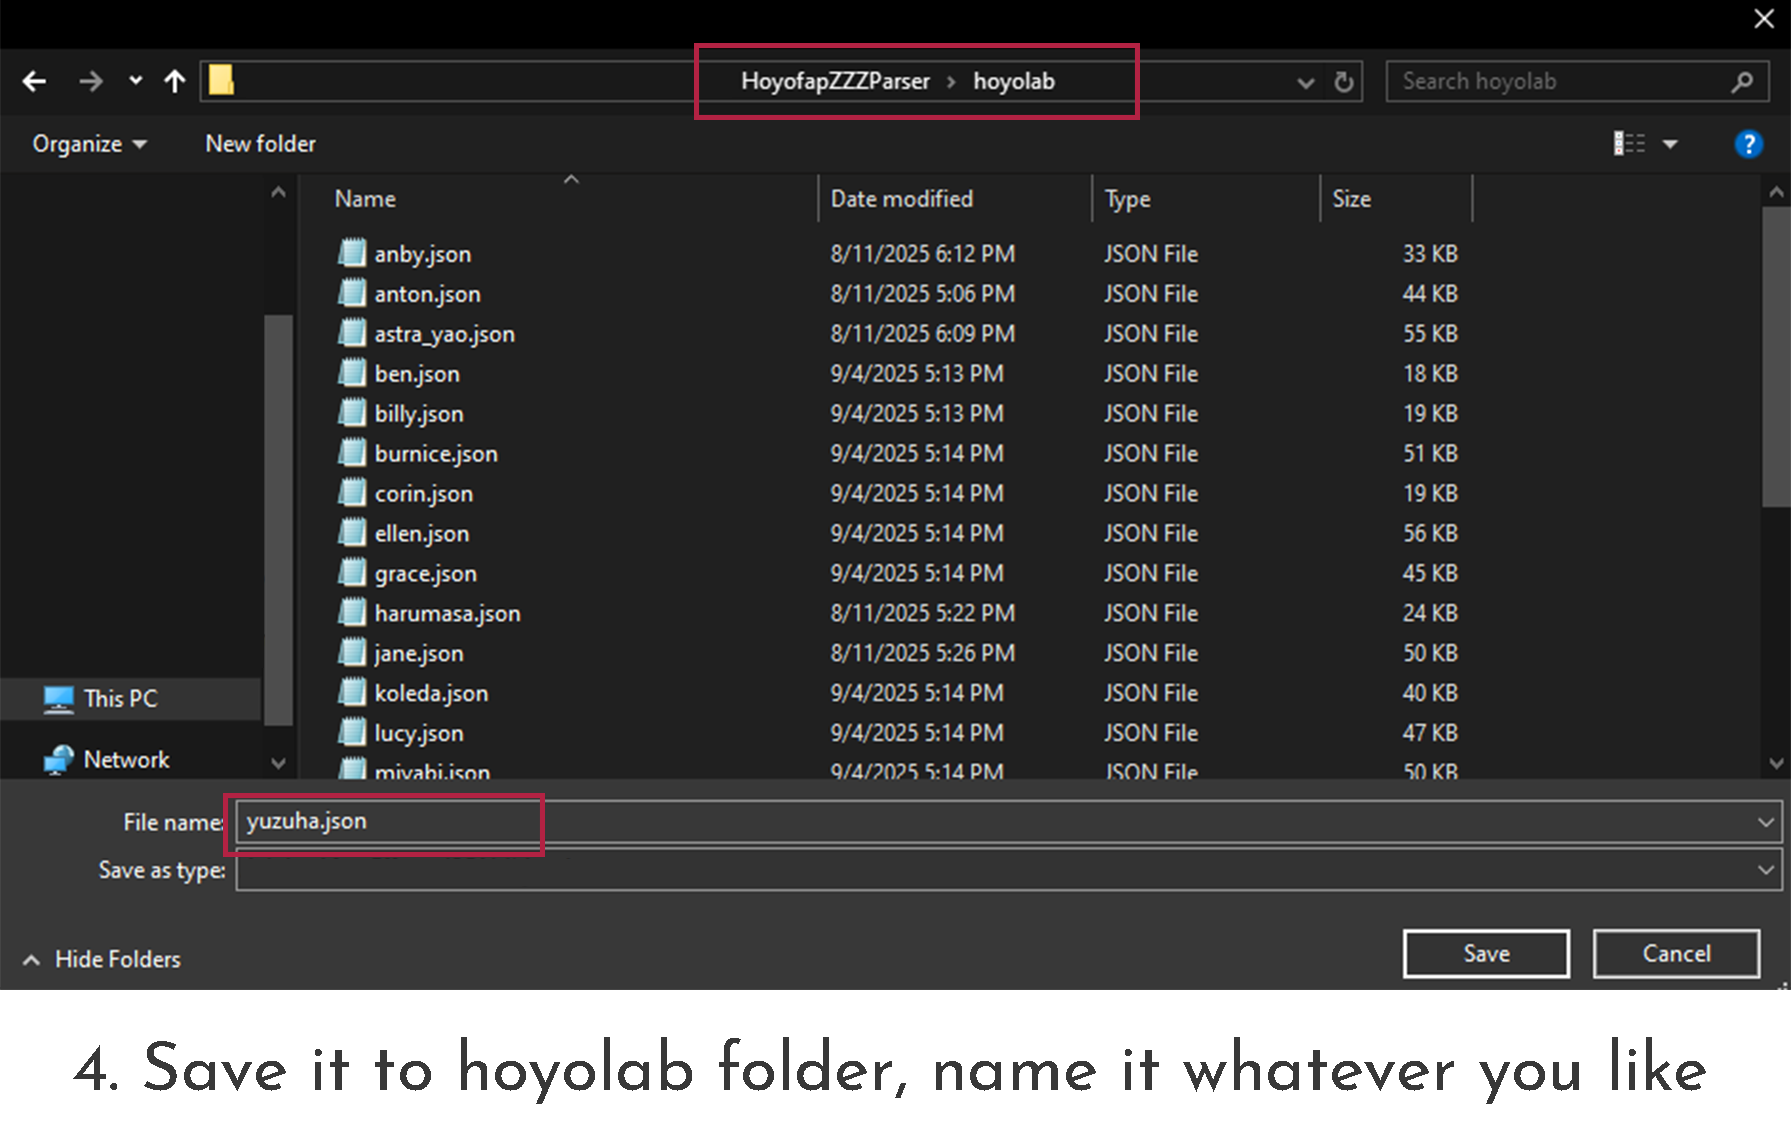 HoyofapZZZParser > hoyolab
Search hoyolab
Organize
New folder
?
Name
Date modified
Type
Size
anby.json 8/11/2025 6:12 PM JSON File 33 KB
anton.json 8/11/2025 5:06 PM JSON File 44 KB
astra_yao.json 8/11/2025 6:09 PM JSON File 55 KB
ben.json 9/4/2025 5:13 PM JSON File 18 KB
billy.json 9/4/2025 5:13 PM JSON File 19 KB
burnice.json 9/4/2025 5:14 PM JSON File 51 KB
corin.json 9/4/2025 5:14 PM JSON File 19 KB
ellen.json 9/4/2025 5:14 PM JSON File 56 KB
grace.json 9/4/2025 5:14 PM JSON File 45 KB
harumasa.json 8/11/2025 5:22 PM JSON File 24 KB
jane.json 8/11/2025 5:26 PM JSON File 50 KB
koleda.json 9/4/2025 5:14 PM JSON File 40 KB
lucy.json 9/4/2025 5:14 PM JSON File 47 KB
miyabi.json 9/4/2025 5:14 PM JSON File 50 KB
This PC
Network
File name: yuzuha.json
Save as type:
Hide Folders
Save
Cancel
4. Save it to hoyolab folder, name it whatever you like